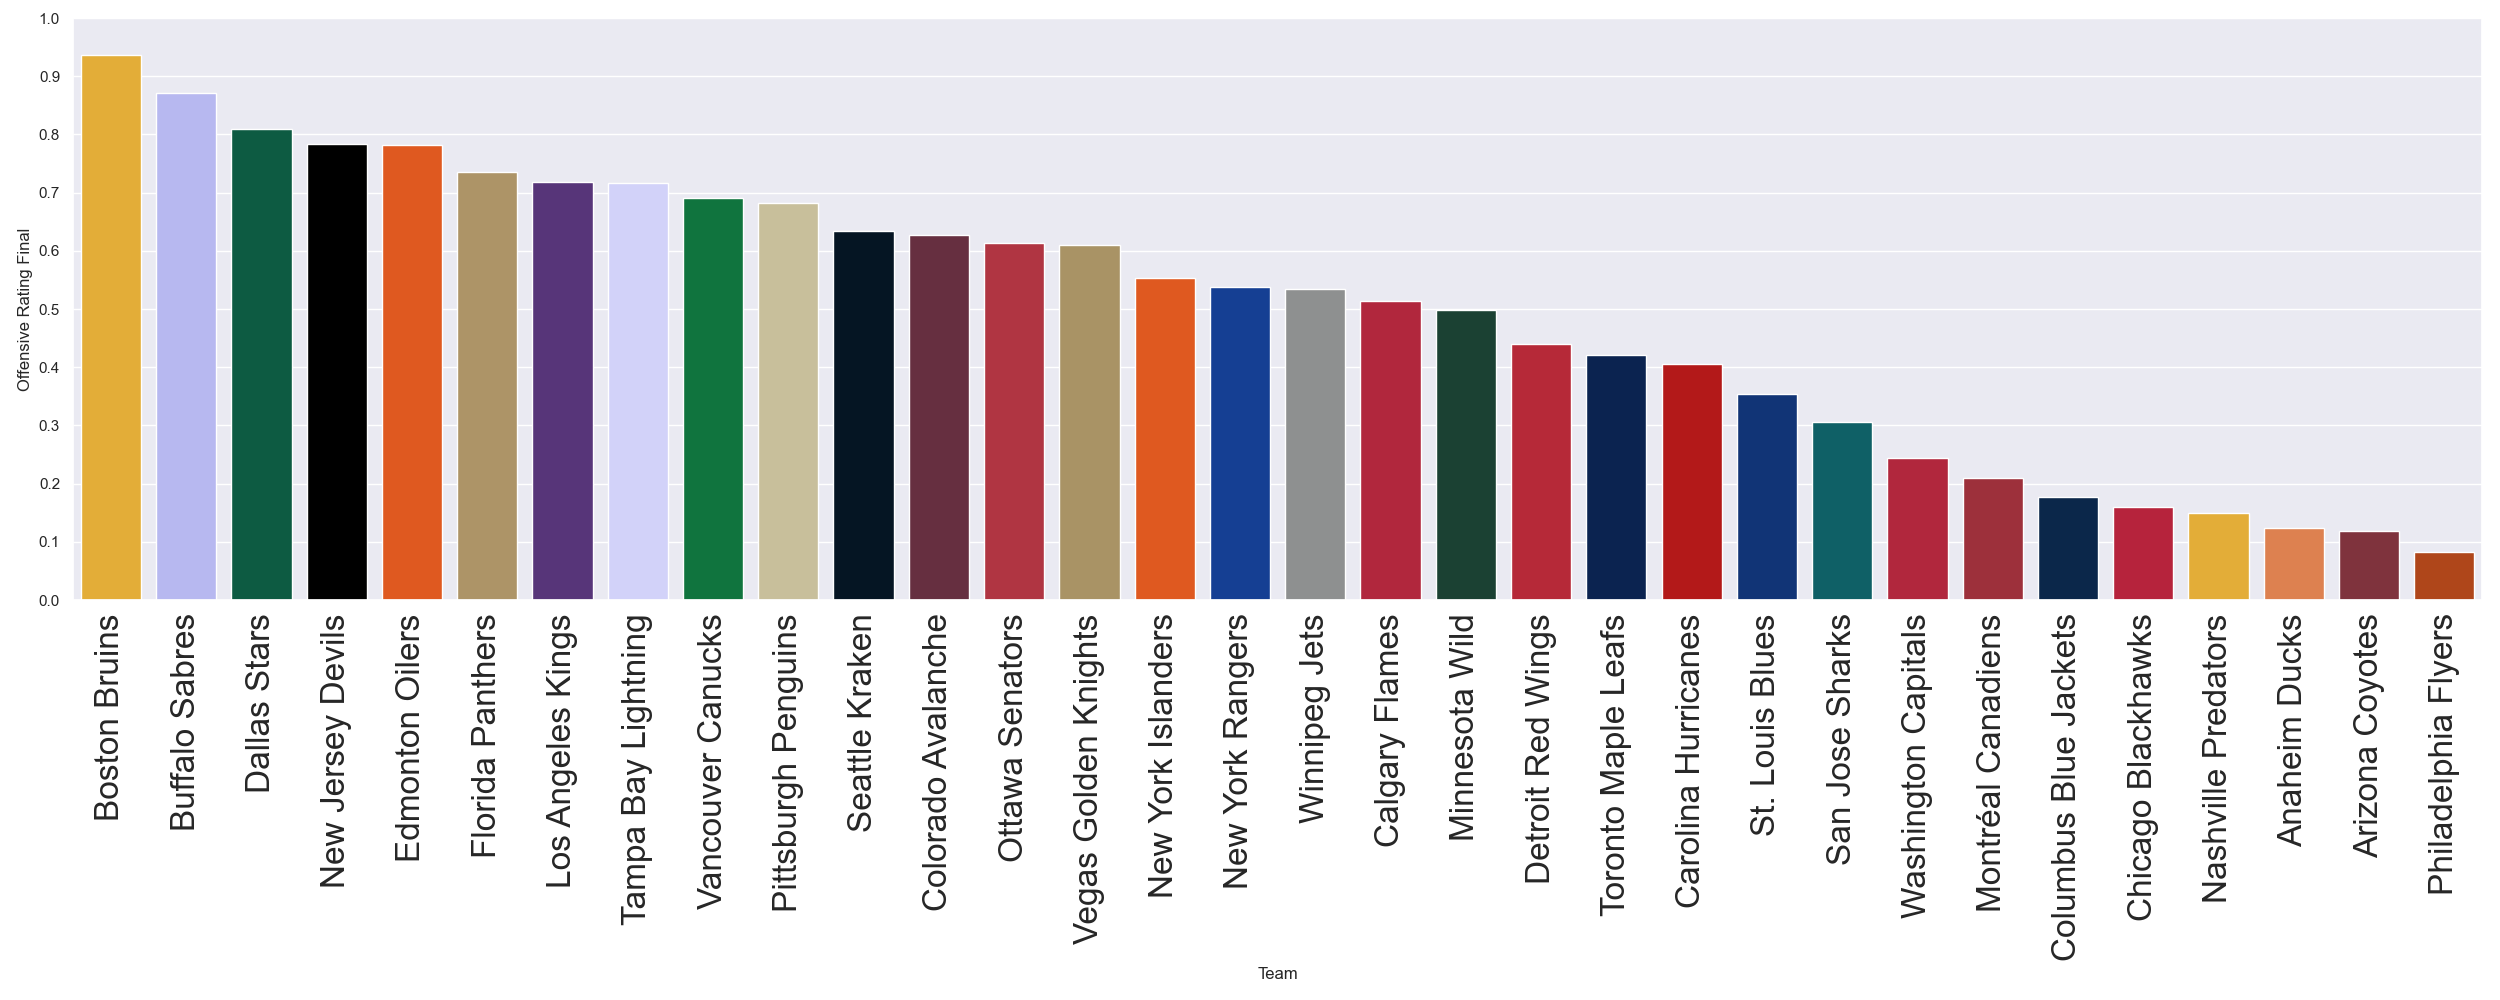 1.0
0.9
0.8
0.7
0.6
0.5
0.4
0.3
0.2
0.1
0.0
Offensive Rating Final
Boston Bruins
Buffalo Sabres
Dallas Stars
New Jersey Devils
Edmonton Oilers
Florida Panthers
Los Angeles Kings
Tampa Bay Lightning
Vancouver Canucks
Pittsburgh Penguins
Seattle Kraken
Colorado Avalanche
Ottawa Senators
Vegas Golden Knights
New York Islanders
New York Rangers
Winnipeg Jets
Calgary Flames
Minnesota Wild
Detroit Red Wings
Toronto Maple Leafs
Carolina Hurricanes
St. Louis Blues
San Jose Sharks
Washington Capitals
Montréal Canadiens
Columbus Blue Jackets
Chicago Blackhawks
Nashville Predators
Anaheim Ducks
Arizona Coyotes
Philadelphia Flyers
Team